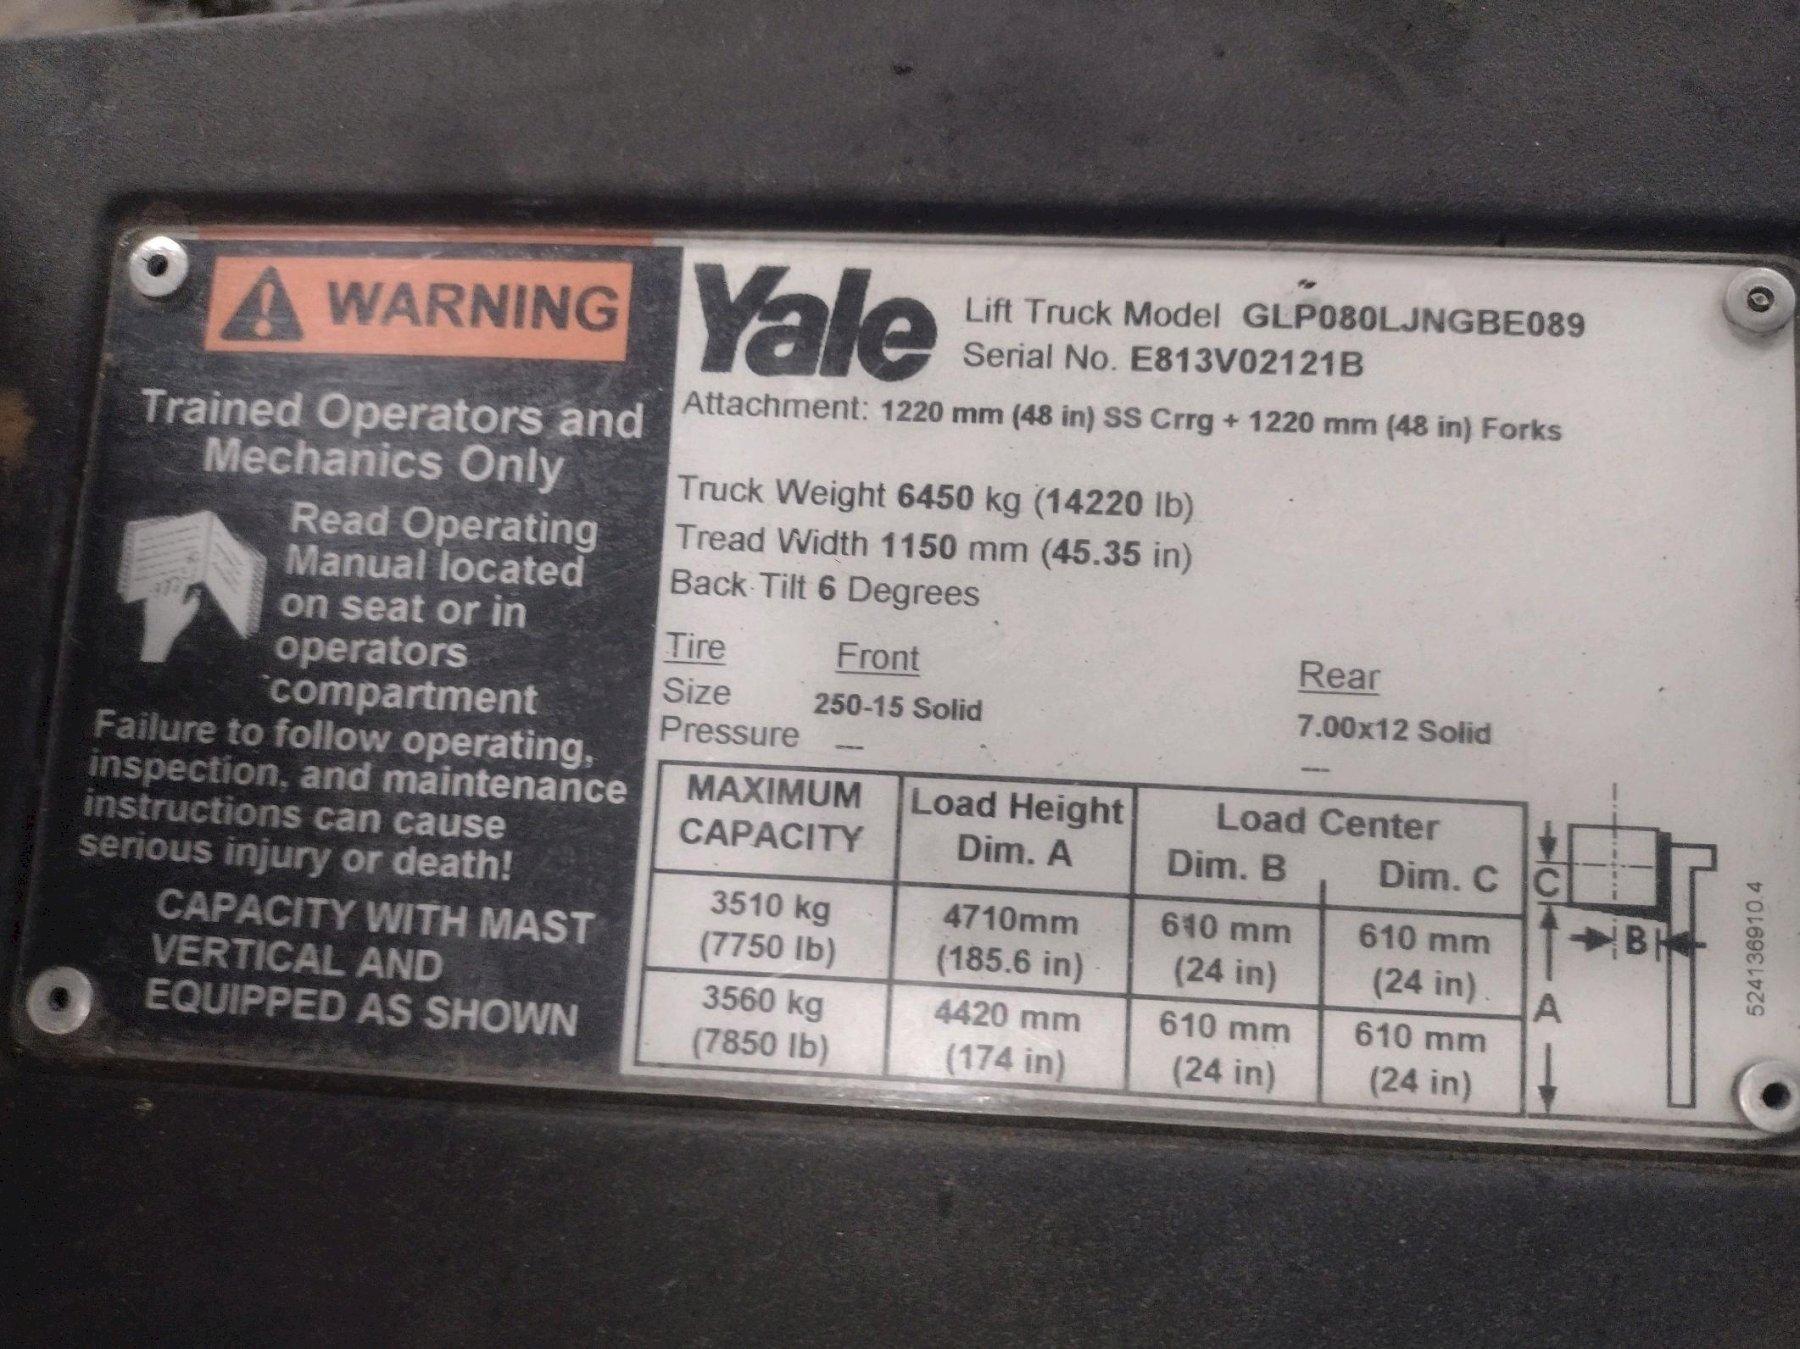 WARNING
Trained Operators and
Mechanics Only
Read Operating
Manual located
on seat or in
operators
compartment
Failure to follow operating,
inspection, and maintenance
instructions can cause
serious injury or death!
CAPACITY WITH MAST
VERTICAL AND
EQUIPPED AS SHOWN
Yale
Lift Truck Model GLP080LJNGBE089
Serial No. E813V02121B
Attachment: 1220 mm (48 in) SS Crrg + 1220 mm (48 in) Forks
Truck Weight 6450 kg (14220 lb)
Tread Width 1150 mm (45.35 in)
Back Tilt 6 Degrees
Tire Front Rear
Size 250-15 Solid 7.00x12 Solid
Pressure --- ---
MAXIMUM CAPACITY Load Height Dim. A Load Center Dim. B Dim. C
3510 kg 4710mm 610 mm 610 mm
(7750 lb) (185.6 in) (24 in) (24 in)
3560 kg 4420 mm 610 mm 610 mm
(7850 lb) (174 in) (24 in) (24 in)
C
B
A
524136910.4